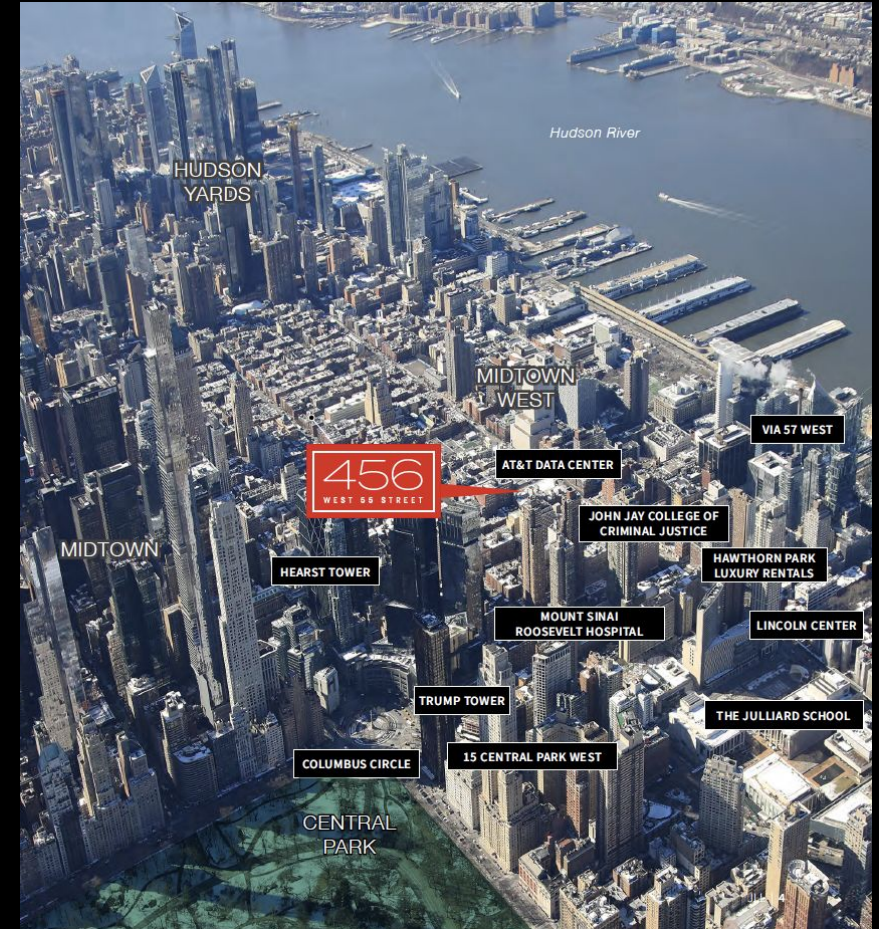 Hudson River
HUDSON
YARDS
MIDTOWN
WEST
VIA 57 WEST
456
WEST 55 STREET
AT&T DATA CENTER
JOHN JAY COLLEGE OF
CRIMINAL JUSTICE
MIDTOWN
HEARST TOWER
HAWTHORN PARK
LUXURY RENTALS
MOUNT SINAI
ROOSEVELT HOSPITAL
LINCOLN CENTER
TRUMP TOWER
THE JULLIARD SCHOOL
COLUMBUS CIRCLE
15 CENTRAL PARK WEST
CENTRAL
PARK